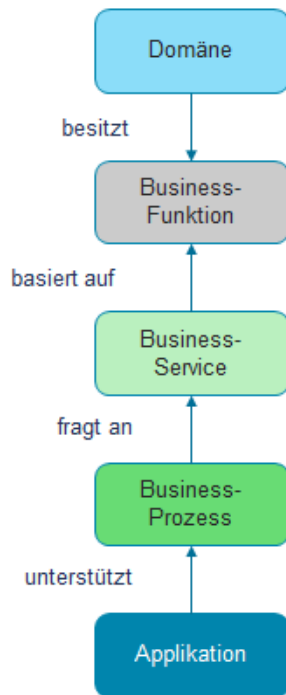 Domäne
besitzt
Business-
Funktion
basiert auf
Business-
Service
fragt an
Business-
Prozess
unterstützt
Applikation